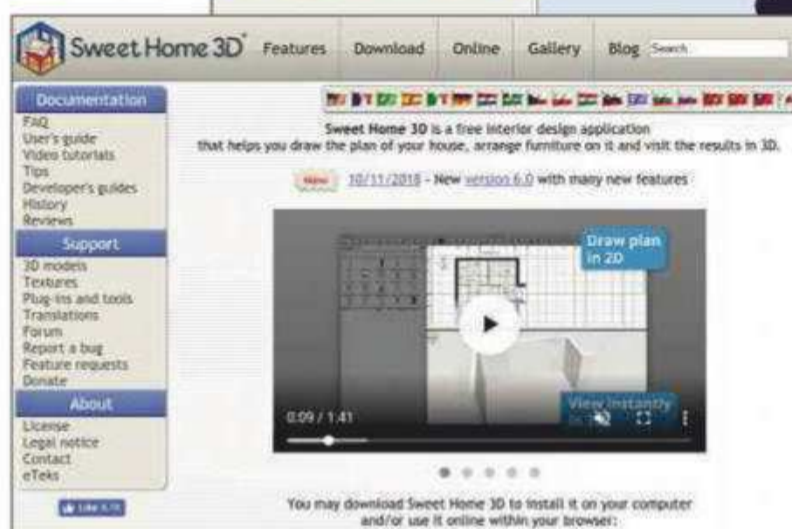 Sweet Home 3D
Features Download Online Gallery Blog Search
Documentation
FAQ
User's guide
Video tutorials
Tips
Developer's guides
History
Reviews
Support
3D models
Textures
Plug-ins and tools
Translations
Forum
Report a bug
Feature requests
Donate
About
License
Legal notice
Contact
eTeks
Like
Sweet Home 3D is a free interior design application
that helps you draw the plan of your house, arrange furniture on it and visit the results in 3D.
New 10/11/2018 - New version 6.0 with many new features
Draw plan
in 2D
View instantly
0:09 / 1:41
You may download Sweet Home 3D to install it on your computer
and/or use it online within your browser: